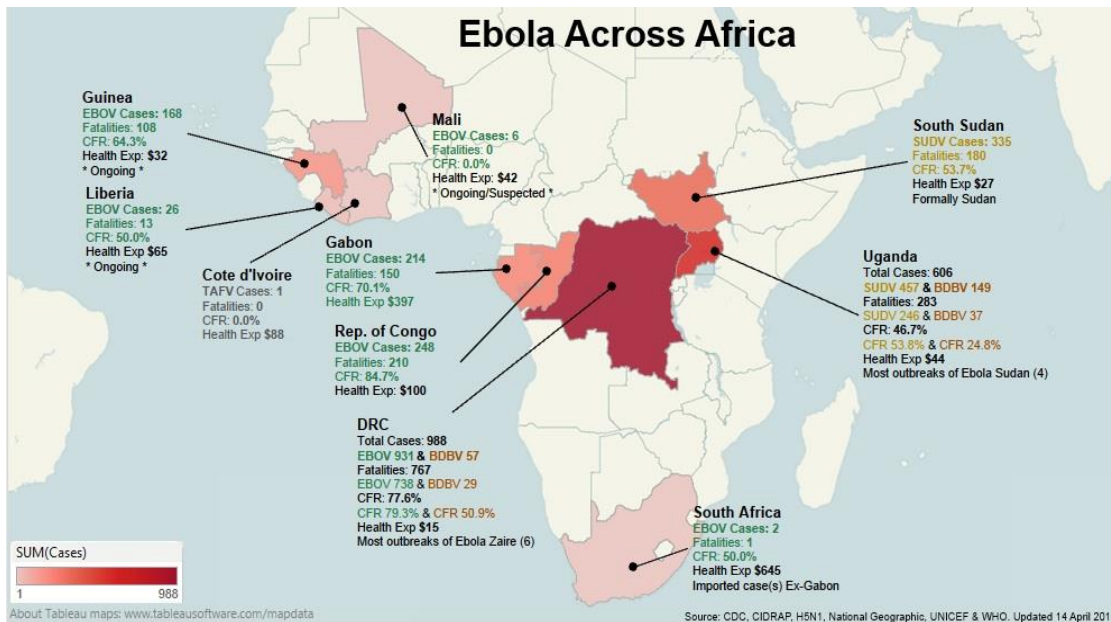 Ebola Across Africa
Guinea
EBOV Cases: 168
Fatalities: 108
CFR: 64.3%
Health Exp: $32
* Ongoing *
Liberia
EBOV Cases: 26
Fatalities: 13
CFR: 50.0%
Health Exp: $65
* Ongoing *
Cote d'Ivoire
TAFV Cases: 1
Fatalities: 0
CFR: 0.0%
Health Exp $88
Mali
EBOV Cases: 6
Fatalities: 0
CFR: 0.0%
Health Exp: $42
* Ongoing/Suspected *
Gabon
EBOV Cases: 214
Fatalities: 150
CFR: 70.1%
Health Exp $397
Rep. of Congo
EBOV Cases: 248
Fatalities: 210
CFR: 84.7%
Health Exp: $100
DRC
Total Cases: 988
EBOV 931 & BDBV 57
Fatalities: 767
EBOV 738 & BDBV 29
CFR: 77.6%
CFR 79.3% & CFR 50.9%
Health Exp $15
Most outbreaks of Ebola Zaire (6)
South Sudan
SUDV Cases: 335
Fatalities: 180
CFR: 53.7%
Health Exp $27
Formally Sudan
Uganda
Total Cases: 606
SUDV 457 & BDBV 149
Fatalities: 283
SUDV 246 & BDBV 37
CFR: 46.7%
CFR 53.8% & CFR 24.8%
Health Exp $44
Most outbreaks of Ebola Sudan (4)
South Africa
EBOV Cases: 2
Fatalities: 1
CFR: 50.0%
Health Exp $645
Imported case(s) Ex-Gabon
SUM(Cases)
1 988
About Tableau maps: www.tableausoftware.com/mapdata
Source: CDC, CIDRAP, H5N1, National Geographic, UNICEF & WHO. Updated 14 April 201